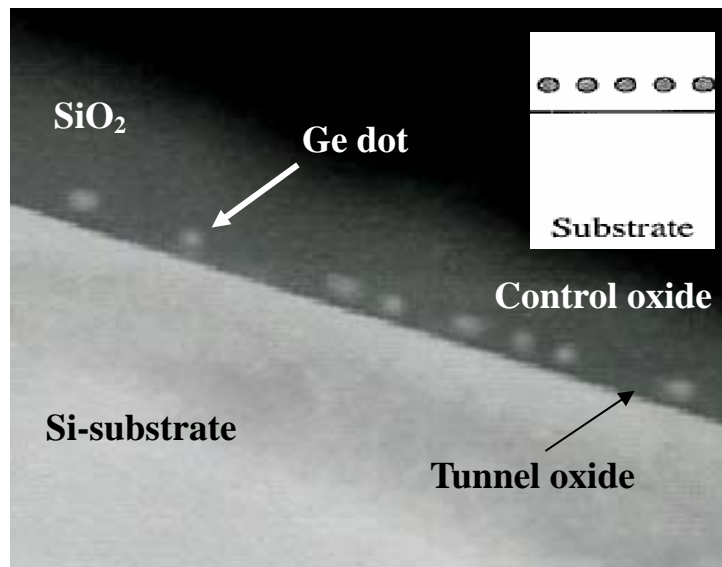 SiO₂
Ge dot
Substrate
Control oxide
Si-substrate
Tunnel oxide